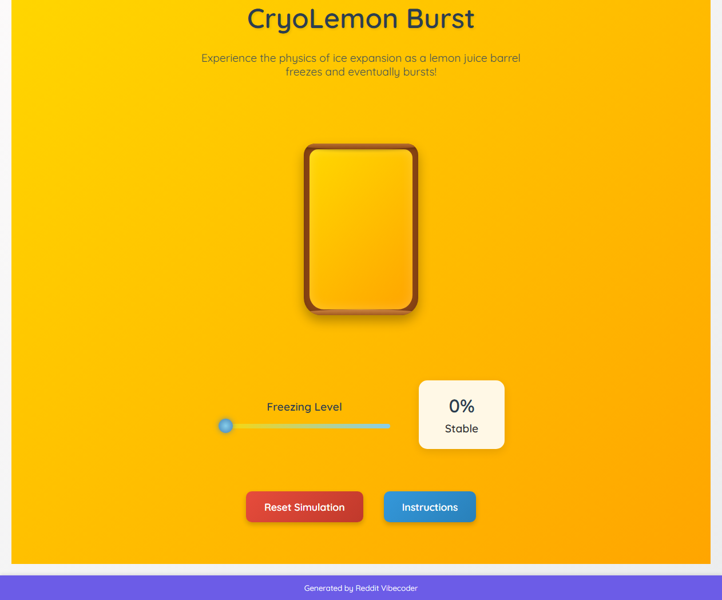 CryoLemon Burst
Experience the physics of ice expansion as a lemon juice barrel
freezes and eventually bursts!
Freezing Level
0%
Stable
Reset Simulation
Instructions
Generated by Reddit Vibecoder